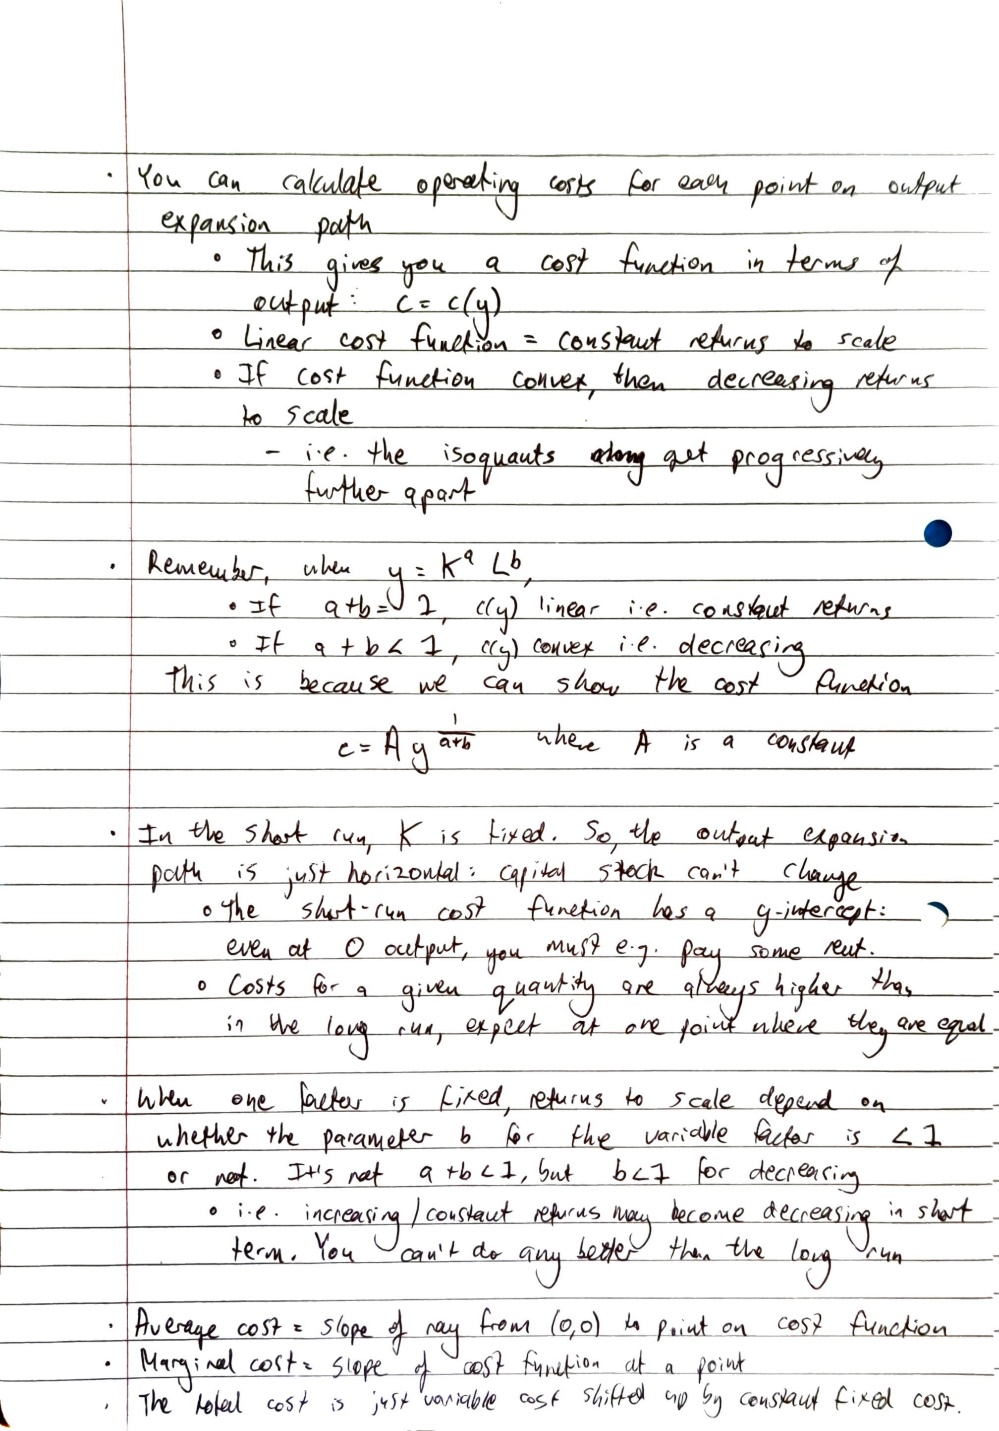 · You can calculate operating costs for each point on output
expansion path
∘ This gives you a cost function in terms of
output: c = c(y)
∘ Linear cost function = constant returns to scale
∘ If cost function convex, then decreasing returns
to scale
- i.e. the isoquants get progressively
further apart
· Remember, when y = K^a L^b,
∘ If a+b = 1, c(y) linear i.e. constant returns
∘ If a + b < 1, c(y) convex i.e. decreasing
This is because we can show the cost function
c = A y^(1/(a+b)) where A is a constant
· In the short run, K is fixed. So, the output expansion
path is just horizontal: capital stock can't change
∘ The short-run cost function has a y-intercept:
even at 0 output, you must e.g. pay some rent.
∘ Costs for a given quantity are always higher than
in the long run, expect at one point where they are equal
· When one factor is fixed, returns to scale depend on
whether the parameter b for the variable factor is < 1
or not. It's not a + b < 1, but b < 1 for decreasing
∘ i.e. increasing / constant returns may become decreasing in short
term. You can't do any better than the long run
· Average cost = slope of ray from (0,0) to point on cost function
· Marginal cost = slope of cost function at a point
· The total cost is just variable cost shifted up by constant fixed cost.